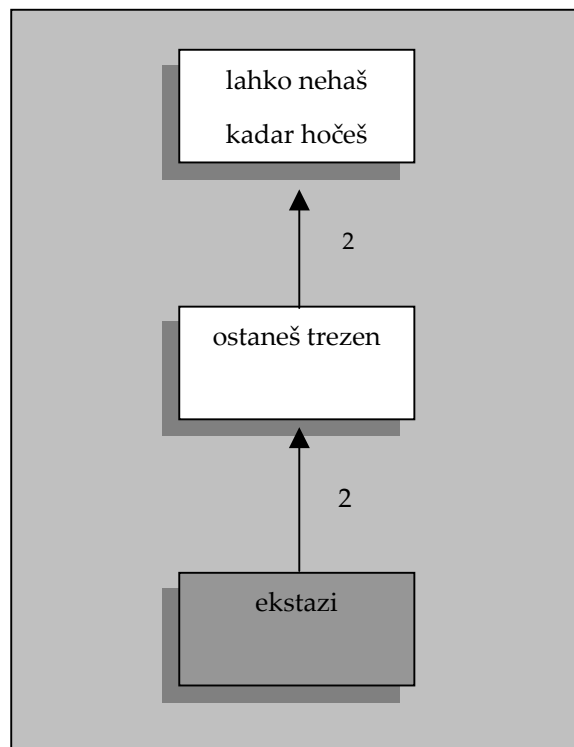 lahko nehaš
kadar hočeš
2
ostaneš trezen
2
ekstazi